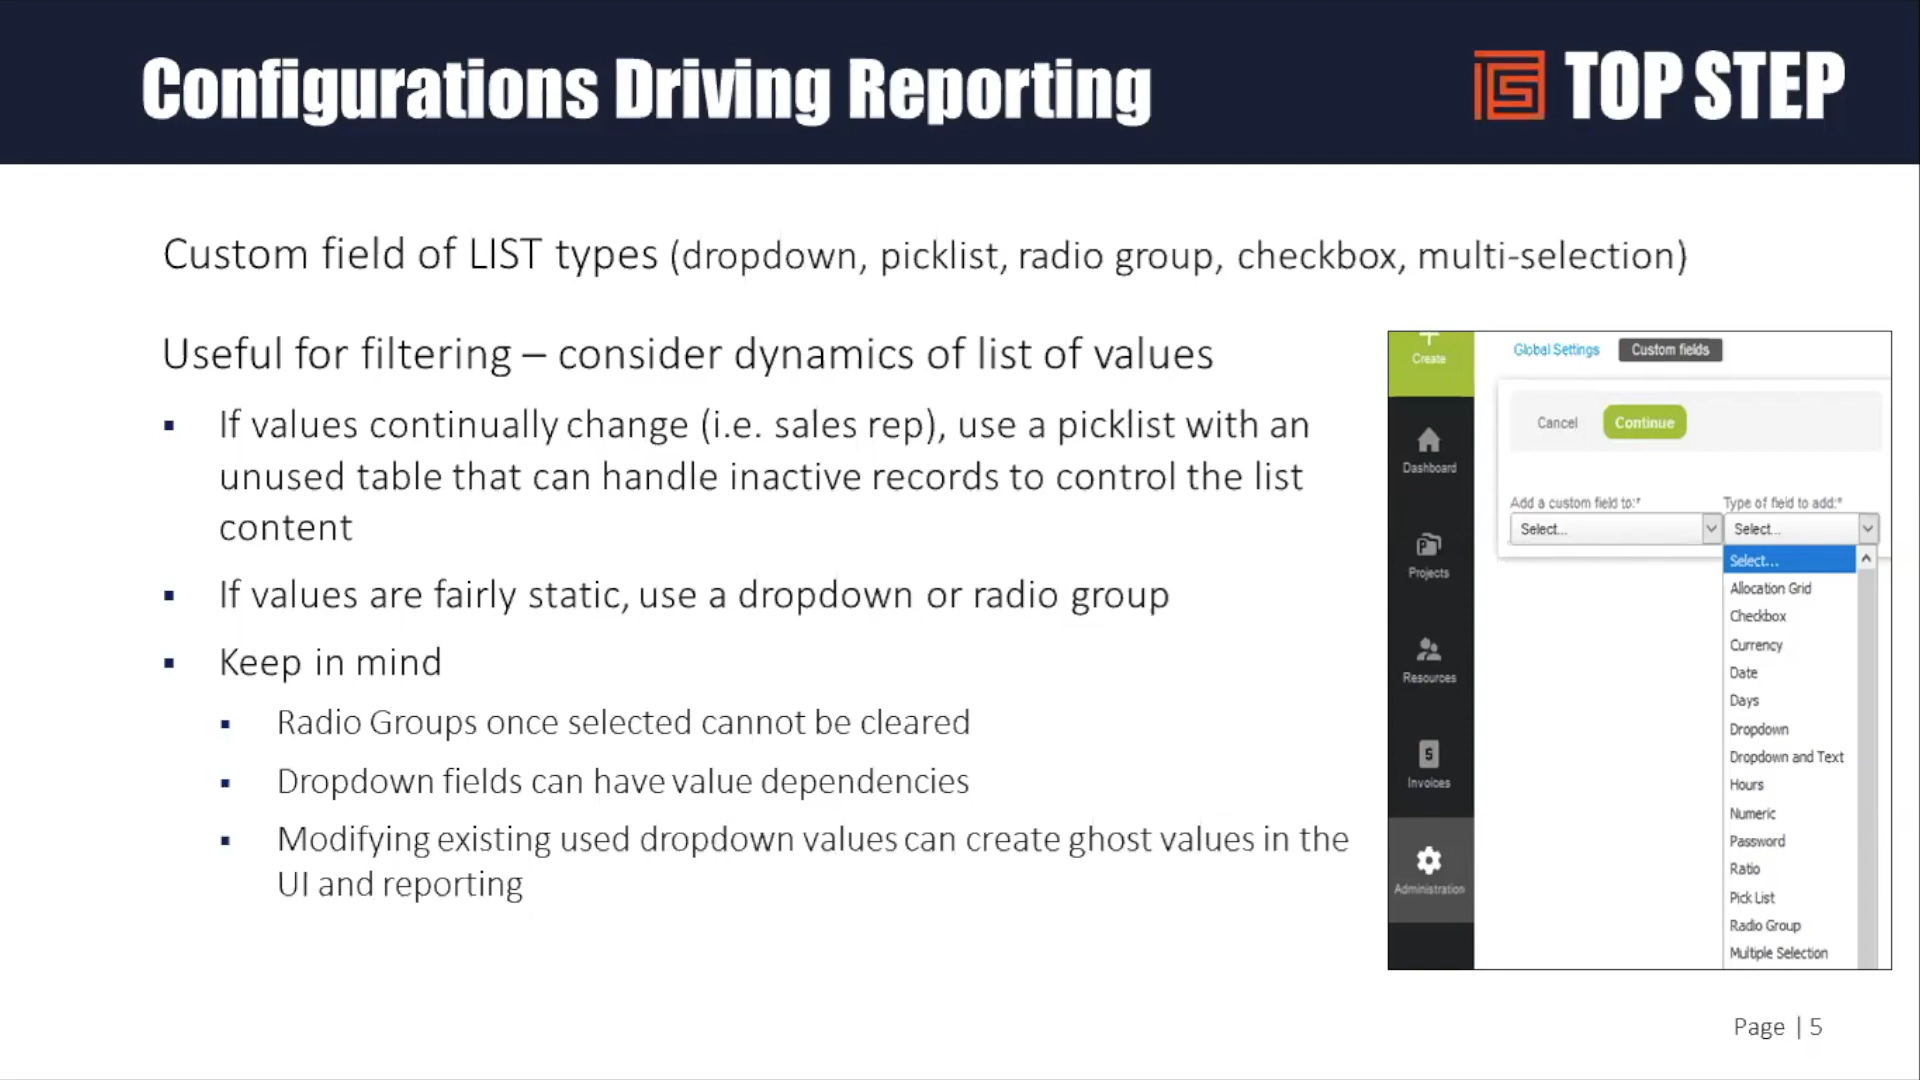 Configurations Driving Reporting
TOP STEP
Custom field of LIST types (dropdown, picklist, radio group, checkbox, multi-selection)
Useful for filtering – consider dynamics of list of values
▪ If values continually change (i.e. sales rep), use a picklist with an
unused table that can handle inactive records to control the list
content
▪ If values are fairly static, use a dropdown or radio group
▪ Keep in mind
▪ Radio Groups once selected cannot be cleared
▪ Dropdown fields can have value dependencies
▪ Modifying existing used dropdown values can create ghost values in the
UI and reporting
Create
Dashboard
Projects
Resources
Invoices
Administration
Global Settings Custom fields
Cancel Continue
Add a custom field to:* Type of field to add:*
Select... Select...
Select...
Allocation Grid
Checkbox
Currency
Date
Days
Dropdown
Dropdown and Text
Hours
Numeric
Password
Ratio
Pick List
Radio Group
Multiple Selection
Page | 5